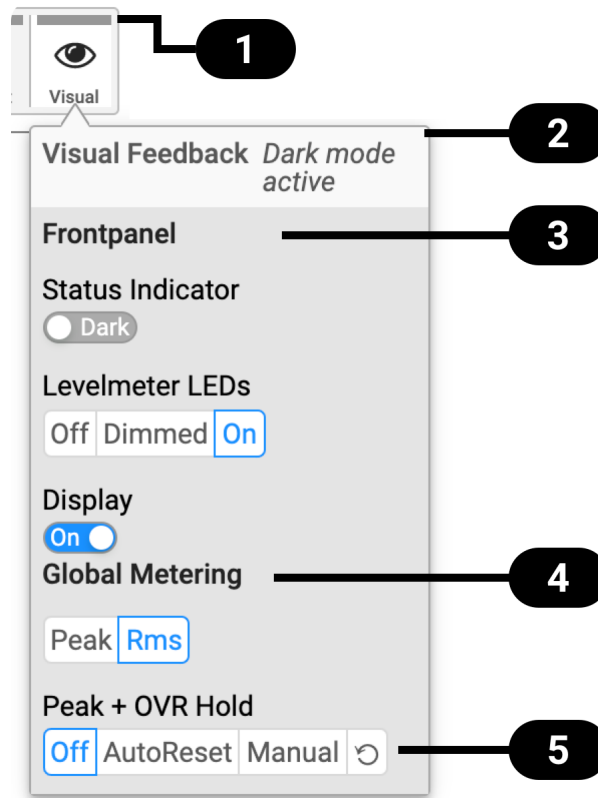 1
Visual
2
Visual Feedback Dark mode
active
Frontpanel
3
Status Indicator
Dark
Levelmeter LEDs
Off Dimmed On
Display
On
Global Metering
4
Peak Rms
Peak + OVR Hold
Off AutoReset Manual
5